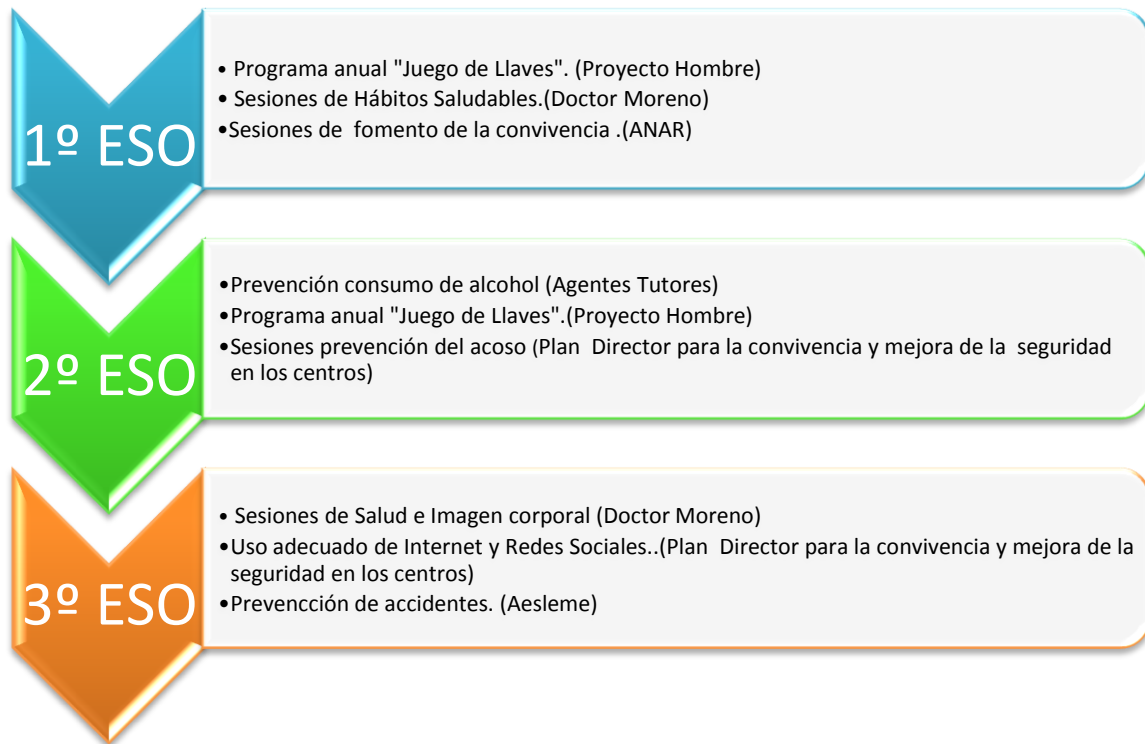 1º ESO
• Programa anual "Juego de Llaves". (Proyecto Hombre)
• Sesiones de Hábitos Saludables.(Doctor Moreno)
•Sesiones de  fomento de la convivencia .(ANAR)
2º ESO
•Prevención consumo de alcohol (Agentes Tutores)
•Programa anual "Juego de Llaves".(Proyecto Hombre)
•Sesiones prevención del acoso (Plan  Director para la convivencia y mejora de la  seguridad
en los centros)
3º ESO
• Sesiones de Salud e Imagen corporal (Doctor Moreno)
•Uso adecuado de Internet y Redes Sociales..(Plan  Director para la convivencia y mejora de la
seguridad en los centros)
•Prevencción de accidentes. (Aesleme)